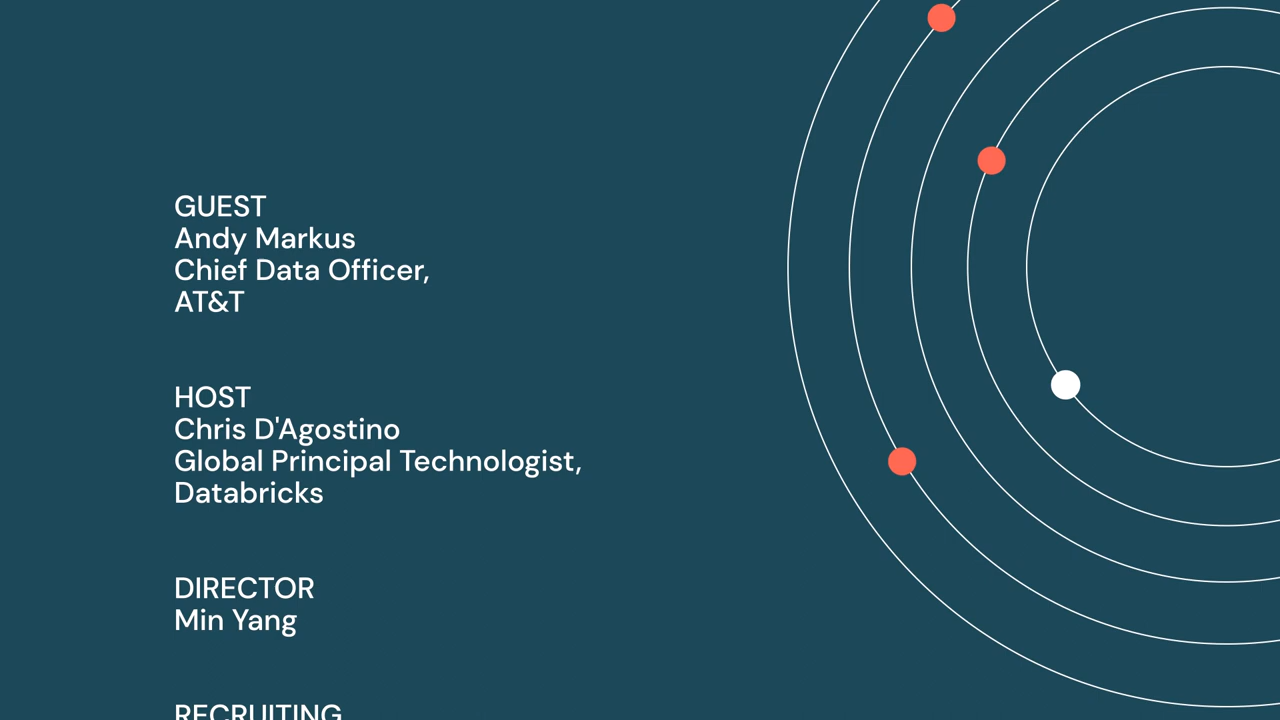 GUEST
Andy Markus
Chief Data Officer,
AT&T
HOST
Chris D'Agostino
Global Principal Technologist,
Databricks
DIRECTOR
Min Yang
RECRUITING